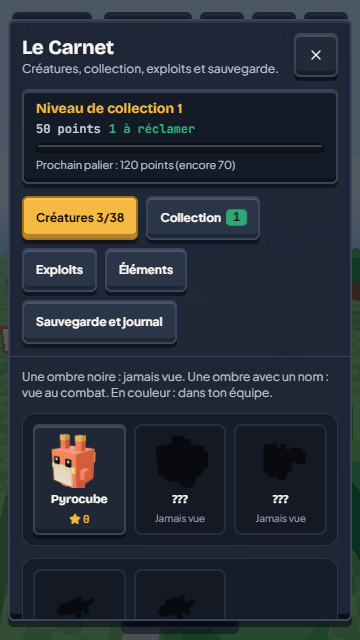 Le Carnet
Créatures, collection, exploits et sauvegarde.
×
Niveau de collection 1
50 points 1 à réclamer
Prochain palier : 120 points (encore 70)
Créatures 3/38
Collection 1
Exploits
Éléments
Sauvegarde et journal
Une ombre noire : jamais vue. Une ombre avec un nom :
vue au combat. En couleur : dans ton équipe.
Pyrocube
★ 0
???
Jamais vue
???
Jamais vue